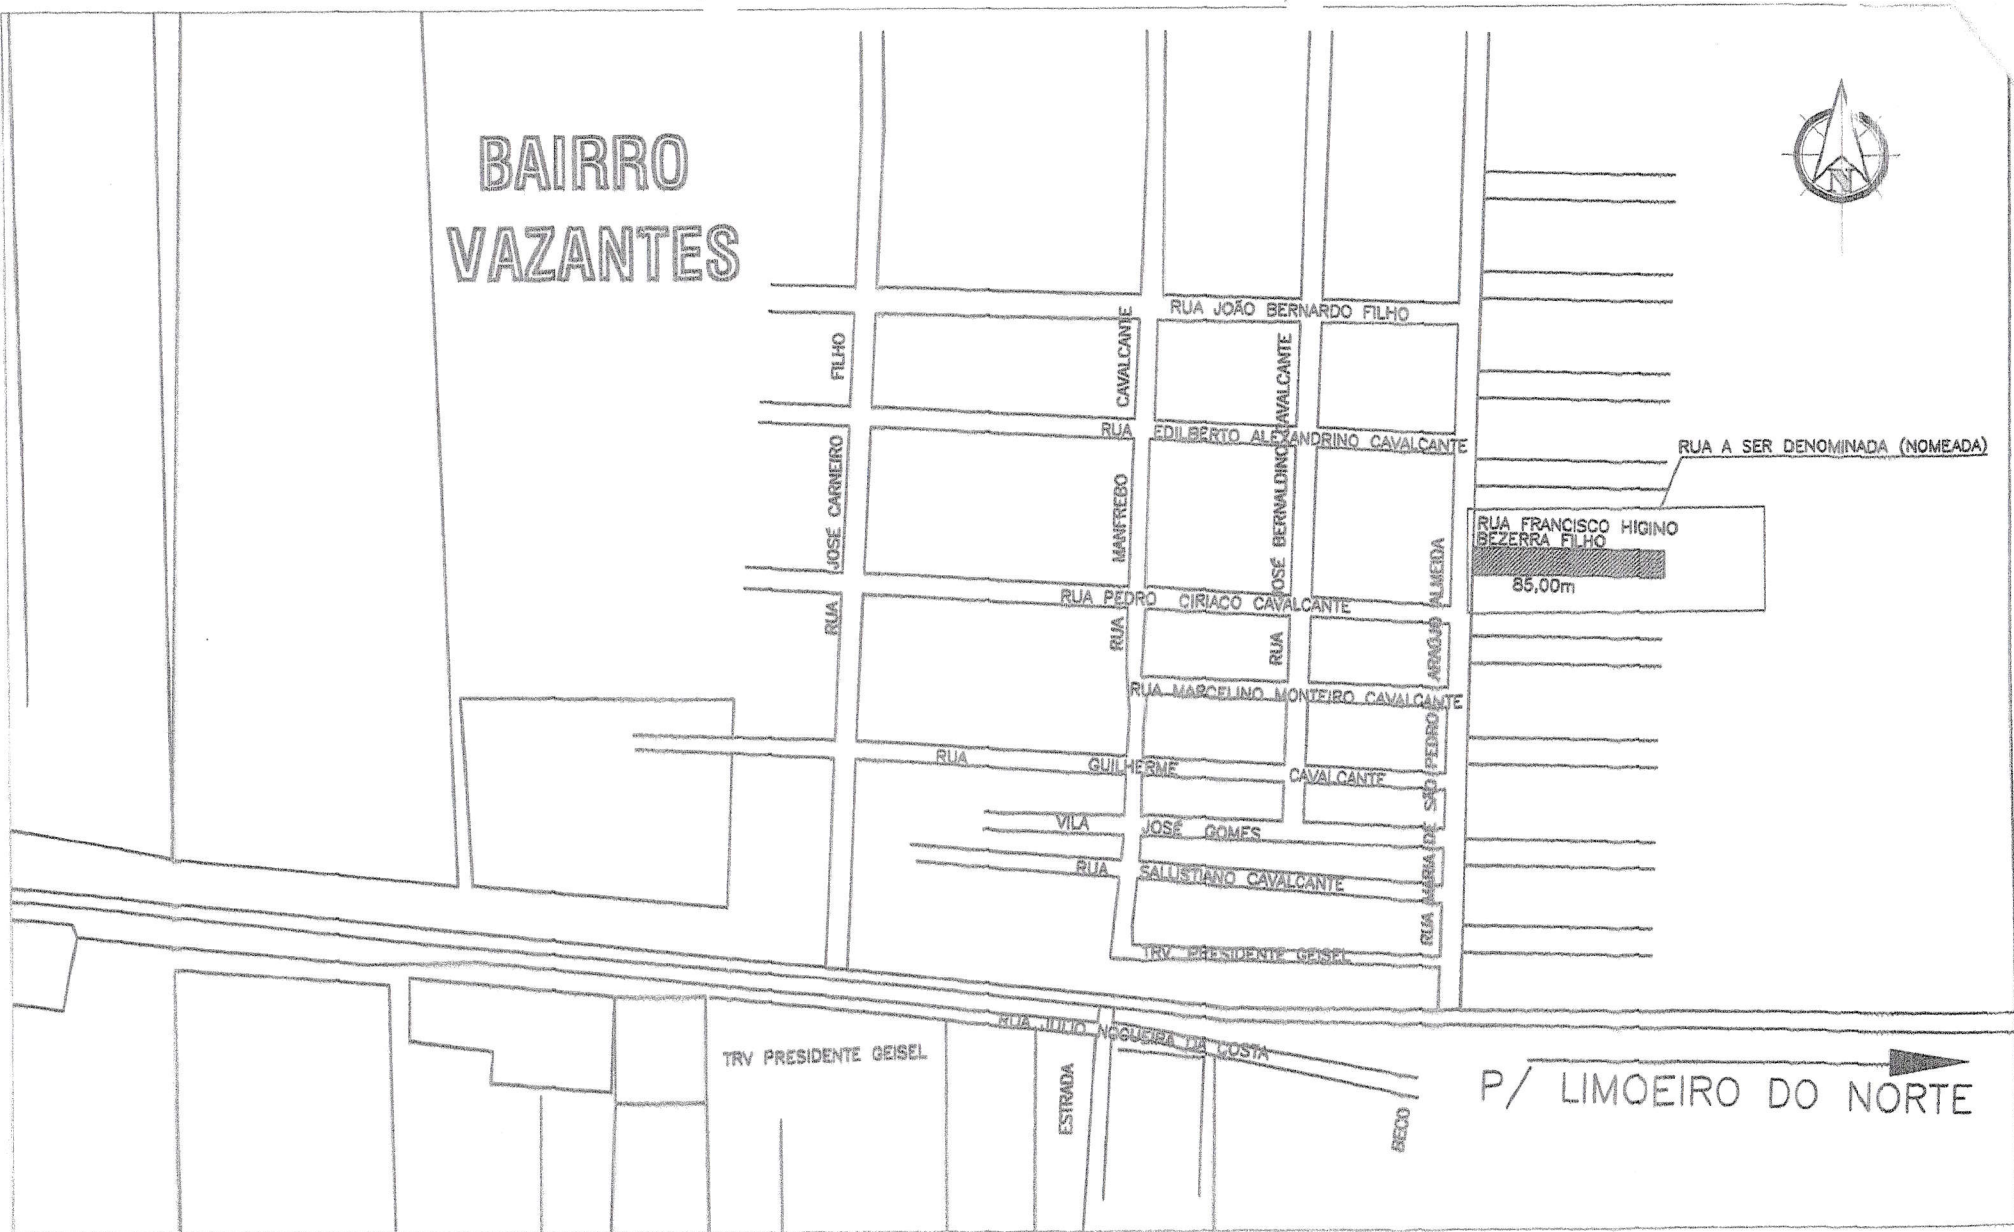 BAIRRO
VAZANTES
N
RUA JOÃO BERNARDO FILHO
RUA EDILBERTO ALEXANDRINO CAVALCANTE
RUA A SER DENOMINADA (NOMEADA)
RUA FRANCISCO HIGINO
BEZERRA FILHO
85,00m
RUA PEDRO CIRIACO CAVALCANTE
RUA MARCELINO MONTEIRO CAVALCANTE
RUA GUILHERME CAVALCANTE
VILA JOSÉ GOMES
RUA SALUSTIANO CAVALCANTE
TRV PRESIDENTE GEISEL
RUA JOSÉ CARNEIRO FILHO
RUA MANFREBO CAVALCANTE
RUA JOSÉ BERNALDINO CAVALCANTE
RUA MARIA DE SÃO PEDRO ARAÚJO ALMEIDA
RUA JULIO NOGUEIRA DA COSTA
TRV PRESIDENTE GEISEL
ESTRADA
BECO
P/ LIMOEIRO DO NORTE